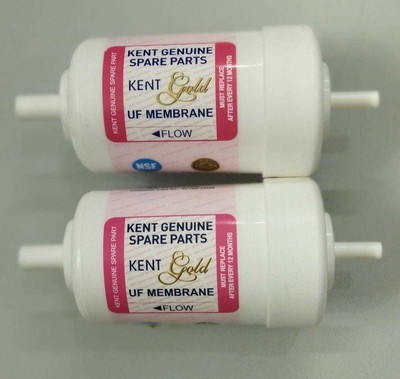 KENT GENUINE SPARE PART
KENT GENUINE
SPARE PARTS
KENT Gold
UF MEMBRANE
◄FLOW
MUST REPLACE
AFTER EVERY 12 MONTHS
NSF
KENT GENUINE SPARE PART
KENT GENUINE
SPARE PARTS
KENT Gold
UF MEMBRANE
◄FLOW
MUST REPLACE
AFTER EVERY 12 MONTHS